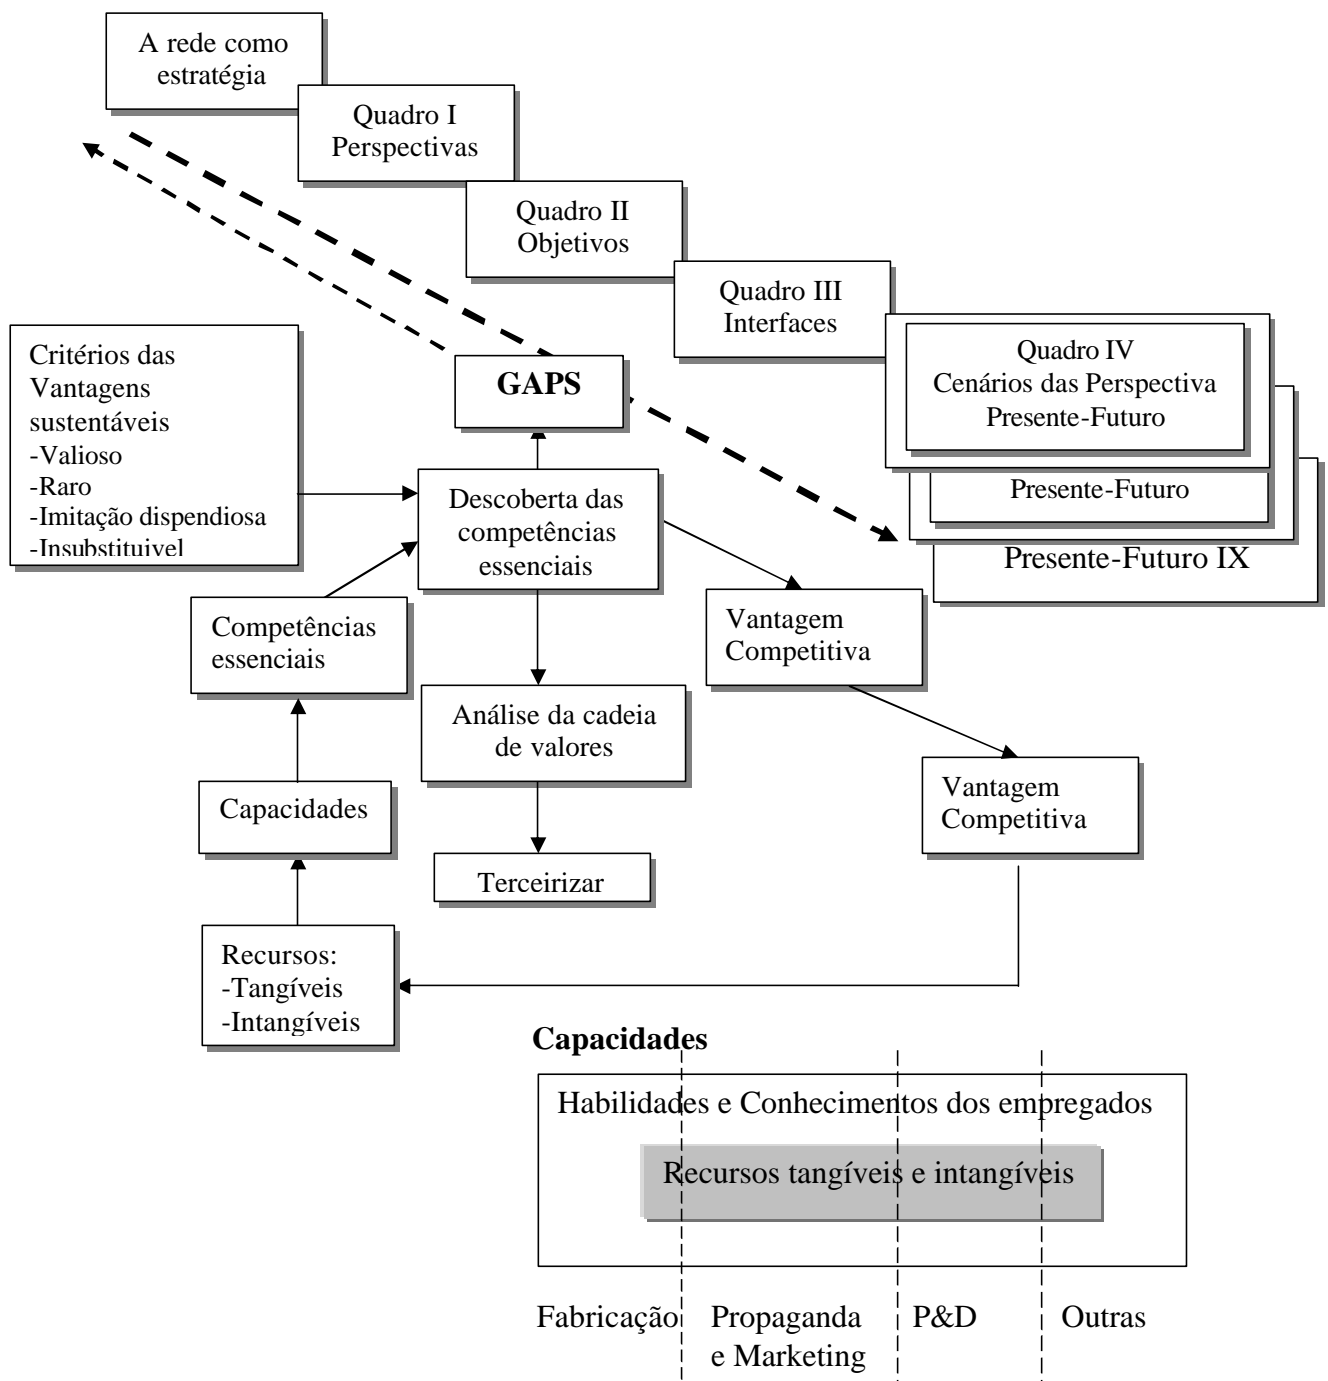 A rede como
estratégia
Quadro I
Perspectivas
Quadro II
Objetivos
Quadro III
Interfaces
Quadro IV
Cenários das Perspectiva
Presente-Futuro
Presente-Futuro
Presente-Futuro IX
GAPS
Critérios das
Vantagens
sustentáveis
-Valioso
-Raro
-Imitação dispendiosa
-Insubstituivel
Descoberta das
competências
essenciais
Competências
essenciais
Vantagem
Competitiva
Análise da cadeia
de valores
Vantagem
Competitiva
Capacidades
Terceirizar
Recursos:
-Tangíveis
-Intangíveis
Capacidades
Habilidades e Conhecimentos dos empregados
Recursos tangíveis e intangíveis
Fabricação
Propaganda
e Marketing
P&D
Outras